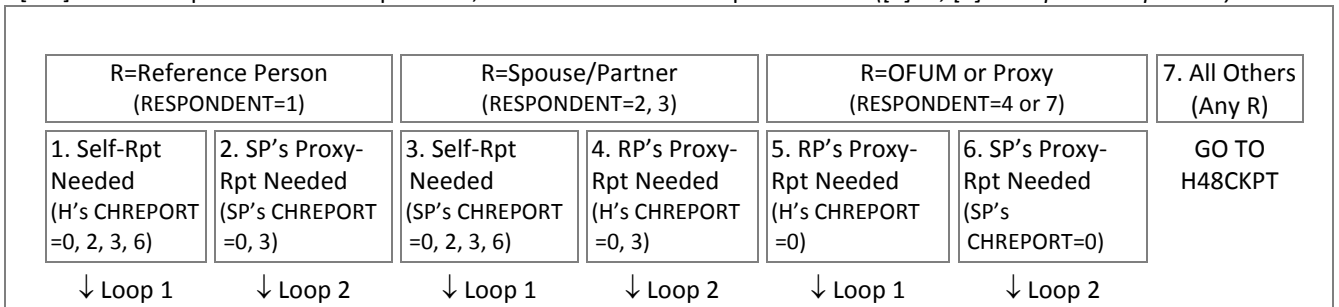 R=Reference Person
(RESPONDENT=1)
R=Spouse/Partner
(RESPONDENT=2, 3)
R=OFUM or Proxy
(RESPONDENT=4 or 7)
7. All Others
(Any R)
1. Self-Rpt
Needed
(H's CHREPORT
=0, 2, 3, 6)
2. SP's Proxy-
Rpt Needed
(SP's CHREPORT
=0, 3)
3. Self-Rpt
Needed
(SP's CHREPORT
=0, 2, 3, 6)
4. RP's Proxy-
Rpt Needed
(H's CHREPORT
=0, 3)
5. RP's Proxy-
Rpt Needed
(H's CHREPORT
=0)
6. SP's Proxy-
Rpt Needed
(SP's
CHREPORT=0)
GO TO
H48CKPT
↓ Loop 1
↓ Loop 2
↓ Loop 1
↓ Loop 2
↓ Loop 1
↓ Loop 2